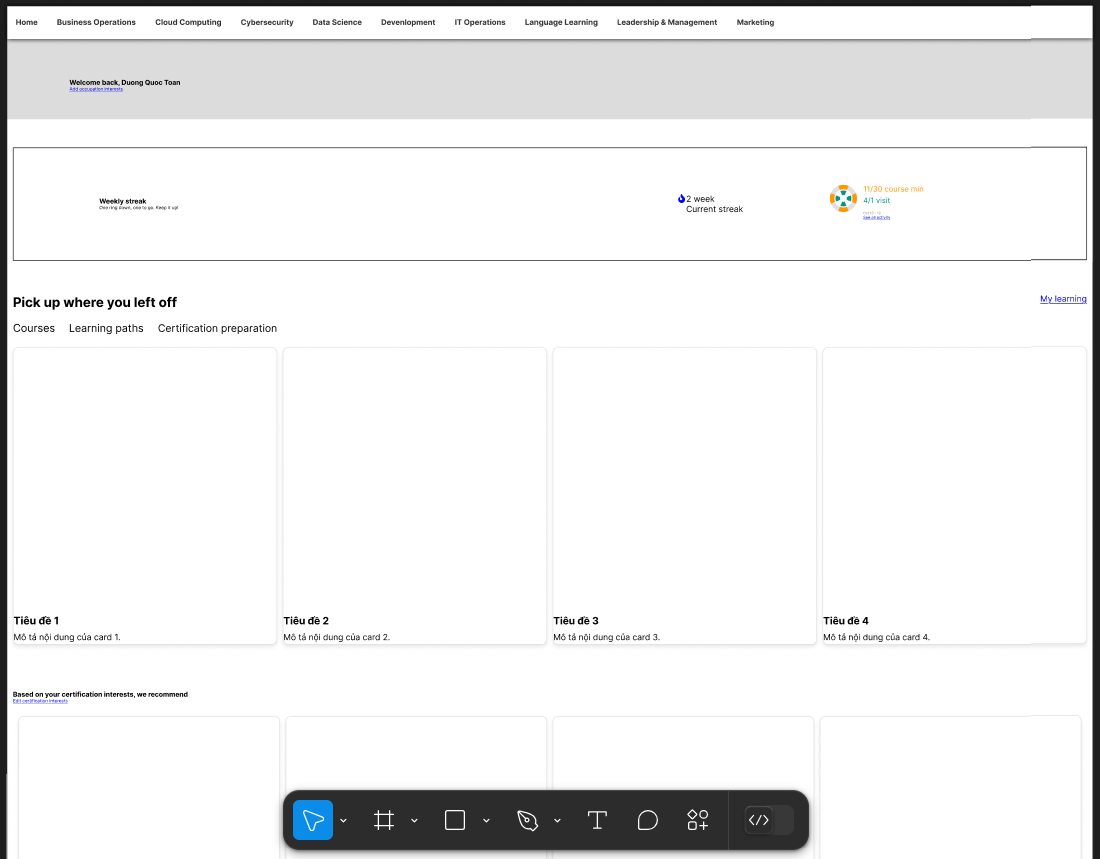 Home Business Operations Cloud Computing Cybersecurity Data Science Devenlopment IT Operations Language Learning Leadership & Management Marketing
Welcome back, Duong Quoc Toan
Add occupation interests
Weekly streak
One ring down, one to go. Keep it up!
2 week
Current streak
11/30 course min
4/1 visit
See all activity
Pick up where you left off
My learning
Courses Learning paths Certification preparation
Tiêu đề 1
Mô tả nội dung của card 1.
Tiêu đề 2
Mô tả nội dung của card 2.
Tiêu đề 3
Mô tả nội dung của card 3.
Tiêu đề 4
Mô tả nội dung của card 4.
Based on your certification interests, we recommend
Edit certification interests